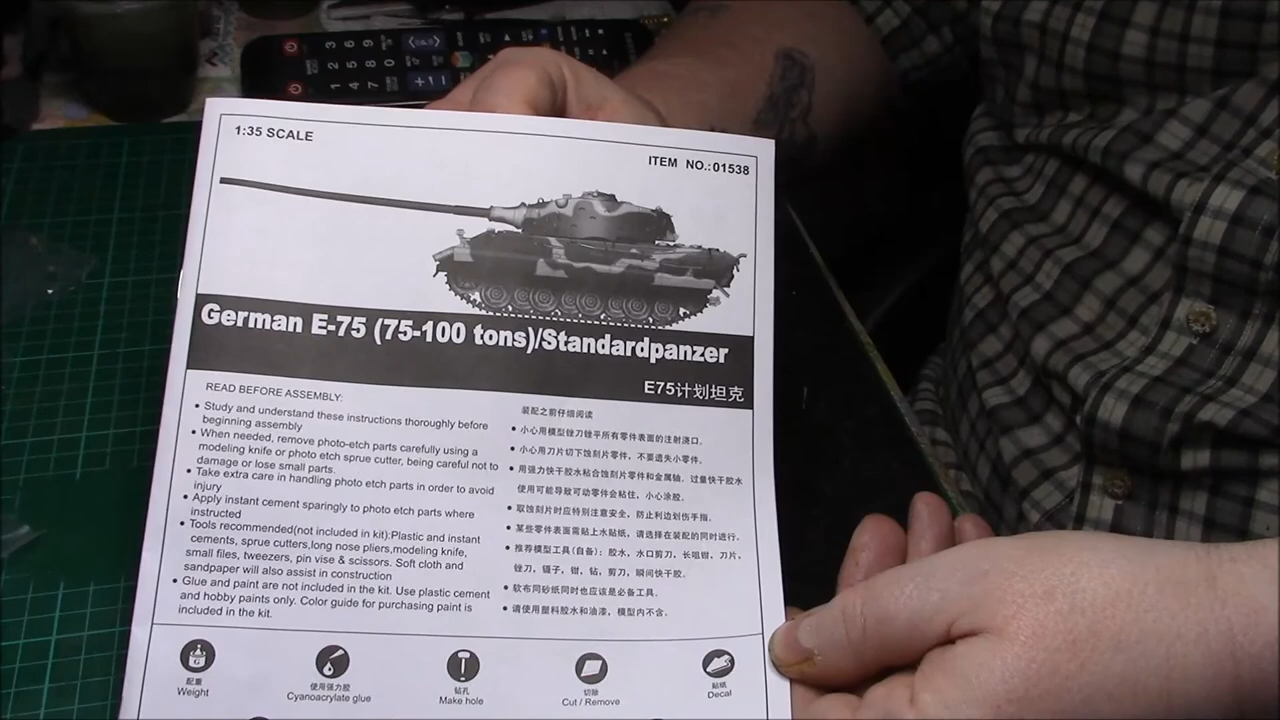 1:35 SCALE
ITEM NO.:01538
German E-75 (75-100 tons)/Standardpanzer
E75计划坦克
READ BEFORE ASSEMBLY:
• Study and understand these instructions thoroughly before
beginning assembly
• When needed, remove photo-etch parts carefully using a
modeling knife or photo etch sprue cutter, being careful not to
damage or lose small parts.
• Take extra care in handling photo etch parts in order to avoid
injury
• Apply instant cement sparingly to photo etch parts where
instructed
• Tools recommended(not included in kit):Plastic and instant
cements, sprue cutters,long nose pliers,modeling knife,
small files, tweezers, pin vise & scissors. Soft cloth and
sandpaper will also assist in construction
• Glue and paint are not included in the kit. Use plastic cement
and hobby paints only. Color guide for purchasing paint is
included in the kit.
装配之前仔细阅读
• 小心用模型锉刀锉平所有零件表面的注射浇口。
• 小心用刀片切下蚀刻片零件，不要遗失小零件。
• 用强力快干胶水粘合蚀刻片零件和金属轴，过量快干胶水
使用可能导致可动零件会粘住，小心涂胶。
• 取蚀刻片时应特别注意安全，防止利边划伤手指。
• 某些零件表面需贴上水贴纸，请选择在装配的同时进行。
• 推荐模型工具(自备)：胶水，水口剪刀，长咀钳，刀片，
锉刀，镊子，钳，钻，剪刀，瞬间快干胶。
• 软布同砂纸同时也应该是必备工具。
• 请使用塑料胶水和油漆，模型内不含。
配重
Weight
使用强力胶
Cyanoacrylate glue
钻孔
Make hole
切除
Cut / Remove
贴纸
Decal
1 2 3
4 5 6
7 8 9
0